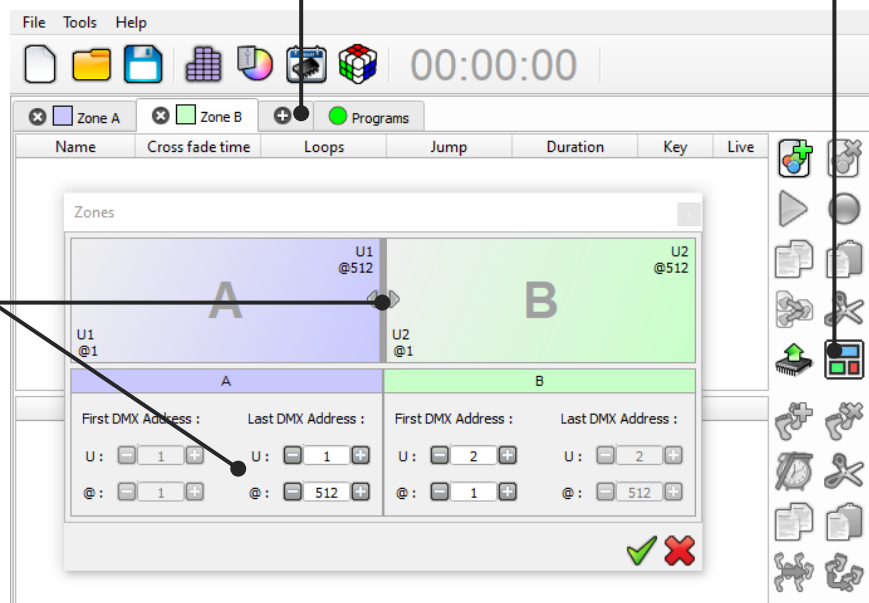 File Tools Help
00:00:00
Zone A Zone B Programs
Name Cross fade time Loops Jump Duration Key Live
Zones
U1 U2
@512 @512
A B
U1 U2
@1 @1
A B
First DMX Address : Last DMX Address : First DMX Address : Last DMX Address :
U : 1 U : 1 U : 2 U : 2
@ : 1 @ : 512 @ : 1 @ : 512